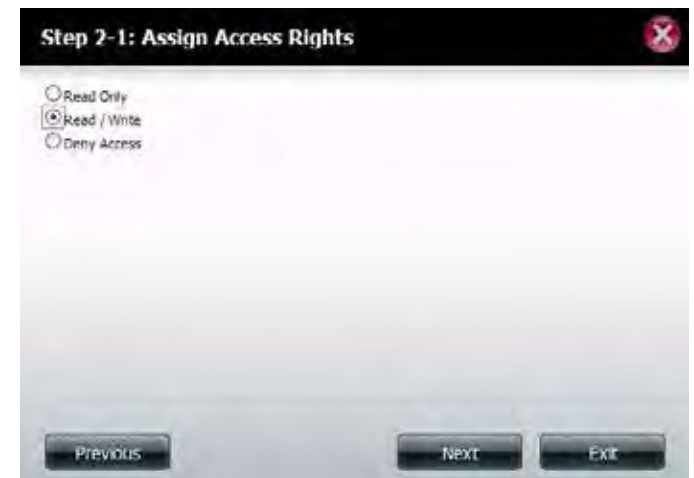 Step 2-1: Assign Access Rights
Read Only
Read / Write
Deny Access
Previous Next Exit